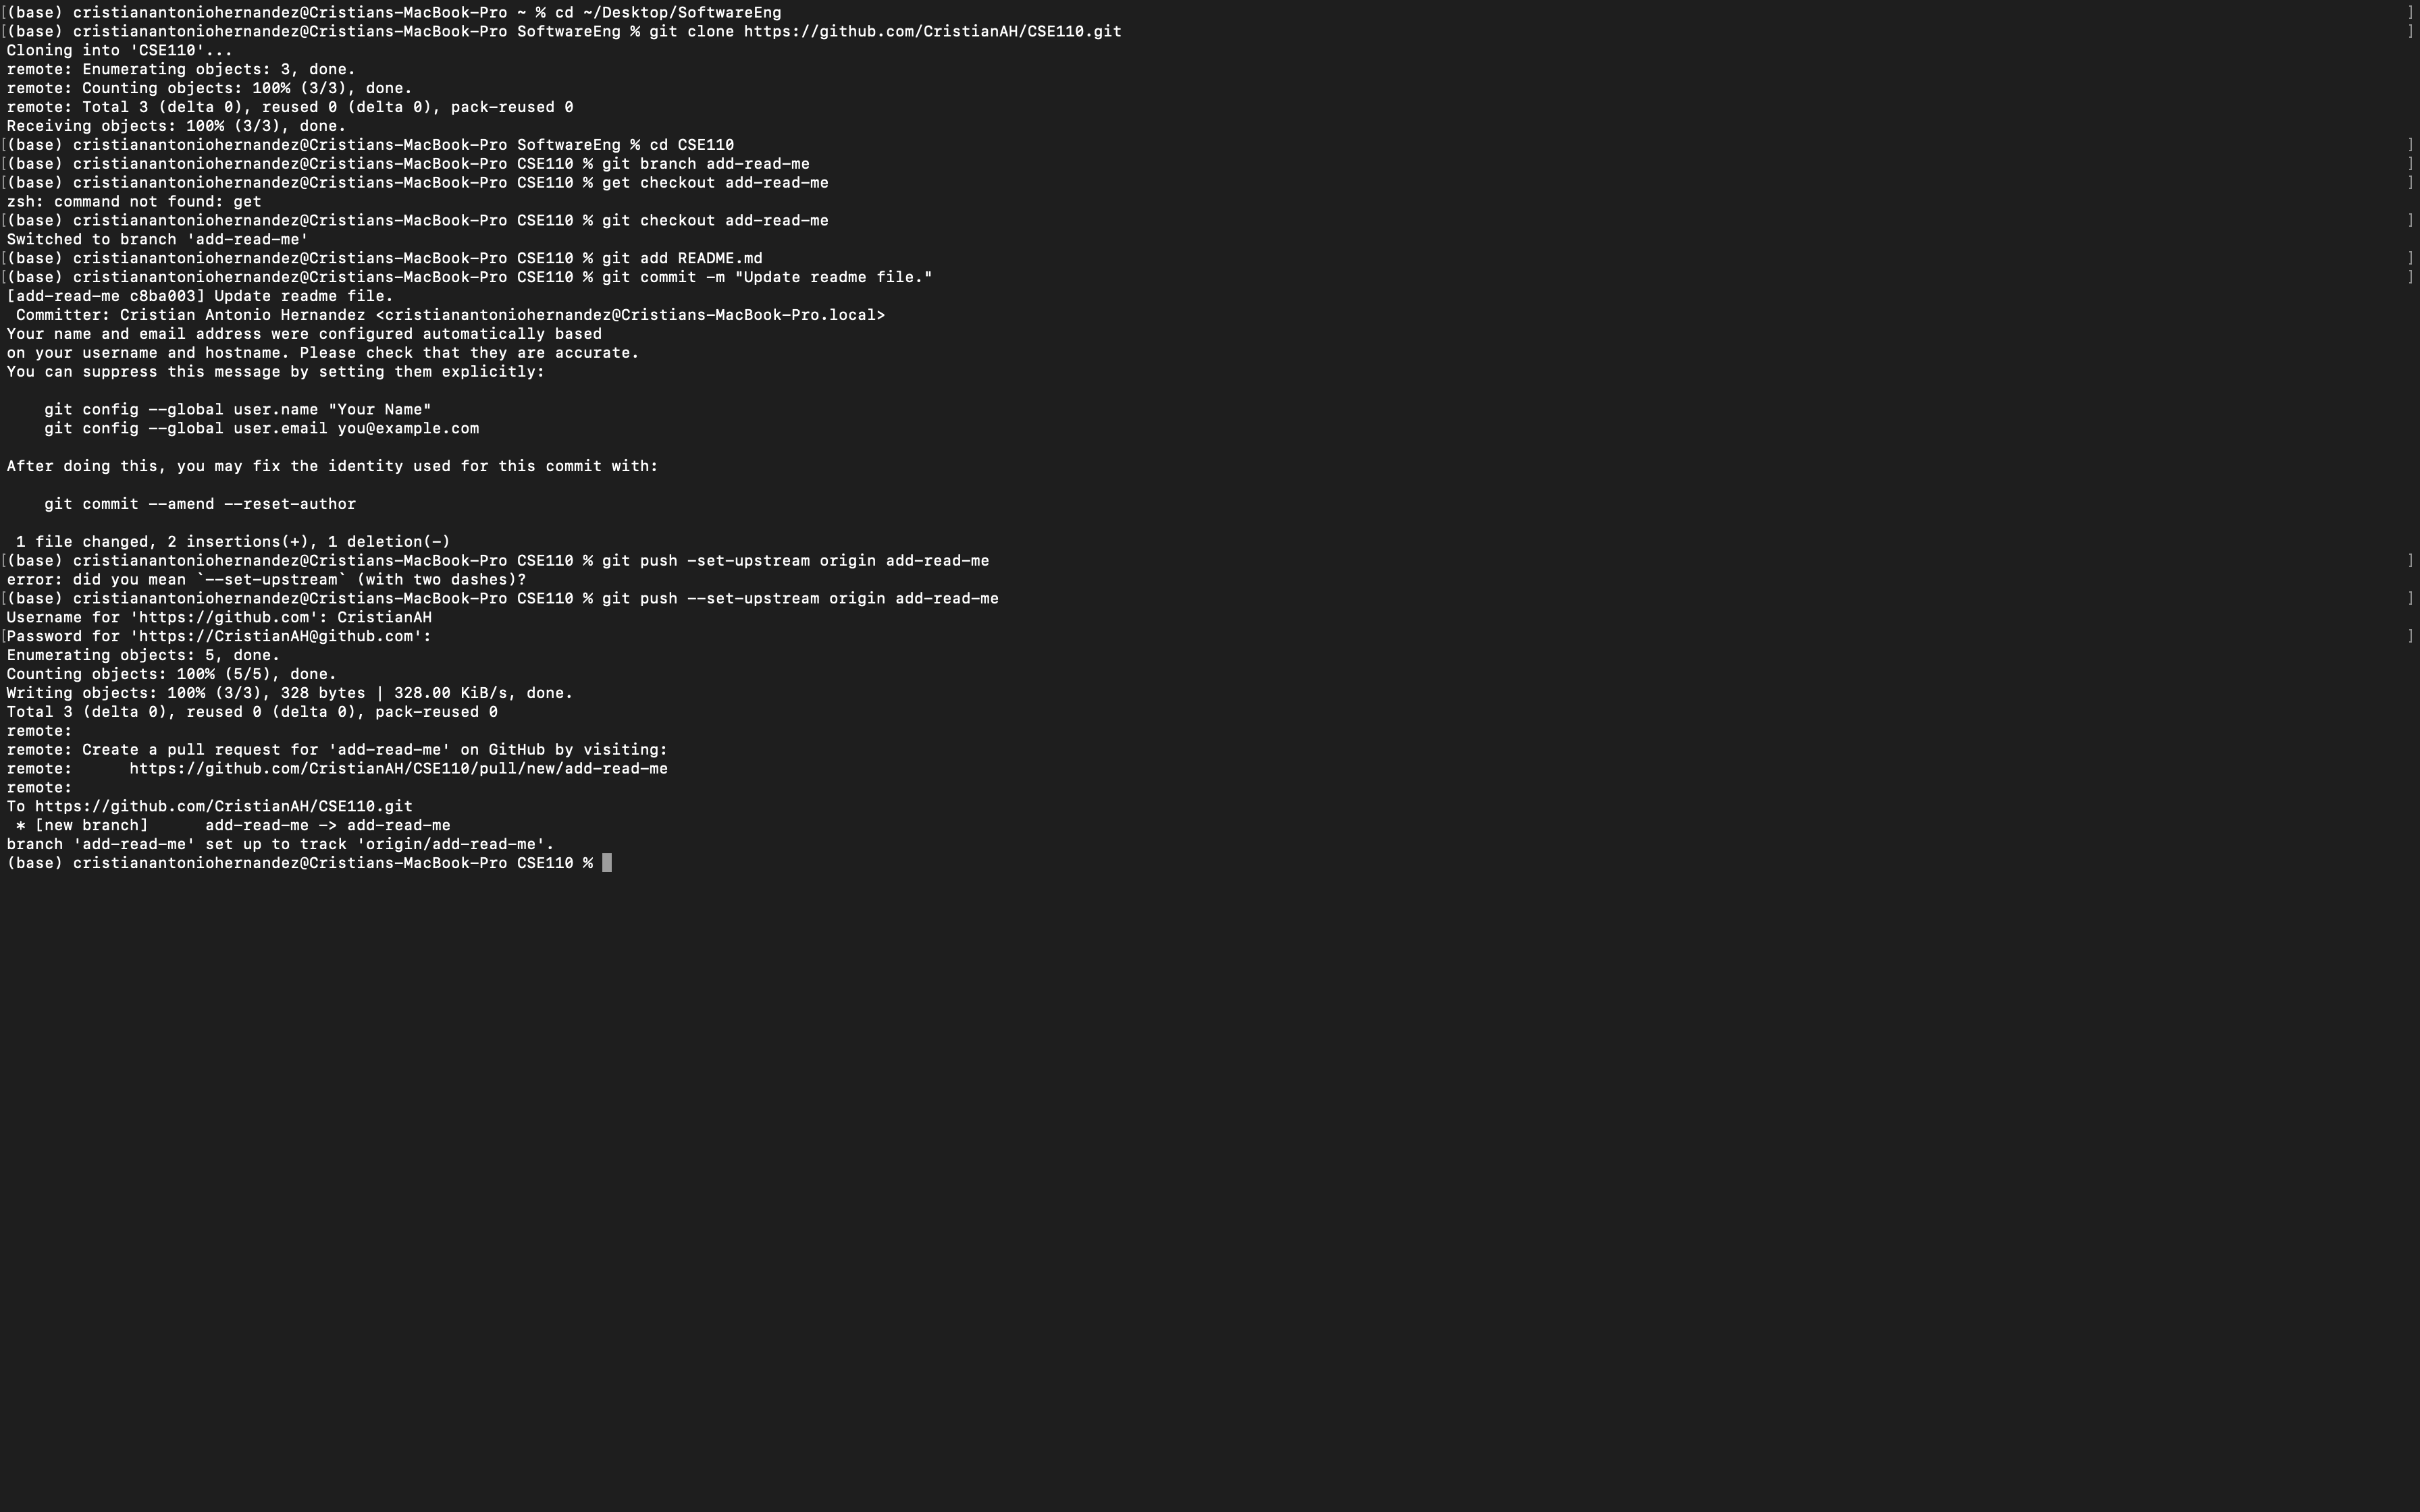 [(base) cristianantoniohernandez@Cristians-MacBook-Pro ~ % cd ~/Desktop/SoftwareEng ]
[(base) cristianantoniohernandez@Cristians-MacBook-Pro SoftwareEng % git clone https://github.com/CristianAH/CSE110.git ]
Cloning into 'CSE110'...
remote: Enumerating objects: 3, done.
remote: Counting objects: 100% (3/3), done.
remote: Total 3 (delta 0), reused 0 (delta 0), pack-reused 0
Receiving objects: 100% (3/3), done.
[(base) cristianantoniohernandez@Cristians-MacBook-Pro SoftwareEng % cd CSE110 ]
[(base) cristianantoniohernandez@Cristians-MacBook-Pro CSE110 % git branch add-read-me ]
[(base) cristianantoniohernandez@Cristians-MacBook-Pro CSE110 % get checkout add-read-me ]
zsh: command not found: get
[(base) cristianantoniohernandez@Cristians-MacBook-Pro CSE110 % git checkout add-read-me ]
Switched to branch 'add-read-me'
[(base) cristianantoniohernandez@Cristians-MacBook-Pro CSE110 % git add README.md ]
[(base) cristianantoniohernandez@Cristians-MacBook-Pro CSE110 % git commit -m "Update readme file." ]
[add-read-me c8ba003] Update readme file.
 Committer: Cristian Antonio Hernandez <cristianantoniohernandez@Cristians-MacBook-Pro.local>
Your name and email address were configured automatically based
on your username and hostname. Please check that they are accurate.
You can suppress this message by setting them explicitly:

    git config --global user.name "Your Name"
    git config --global user.email you@example.com

After doing this, you may fix the identity used for this commit with:

    git commit --amend --reset-author

 1 file changed, 2 insertions(+), 1 deletion(-)
[(base) cristianantoniohernandez@Cristians-MacBook-Pro CSE110 % git push -set-upstream origin add-read-me ]
error: did you mean `--set-upstream` (with two dashes)?
[(base) cristianantoniohernandez@Cristians-MacBook-Pro CSE110 % git push --set-upstream origin add-read-me ]
Username for 'https://github.com': CristianAH
[Password for 'https://CristianAH@github.com': ]
Enumerating objects: 5, done.
Counting objects: 100% (5/5), done.
Writing objects: 100% (3/3), 328 bytes | 328.00 KiB/s, done.
Total 3 (delta 0), reused 0 (delta 0), pack-reused 0
remote:
remote: Create a pull request for 'add-read-me' on GitHub by visiting:
remote:      https://github.com/CristianAH/CSE110/pull/new/add-read-me
remote:
To https://github.com/CristianAH/CSE110.git
 * [new branch]      add-read-me -> add-read-me
branch 'add-read-me' set up to track 'origin/add-read-me'.
(base) cristianantoniohernandez@Cristians-MacBook-Pro CSE110 %